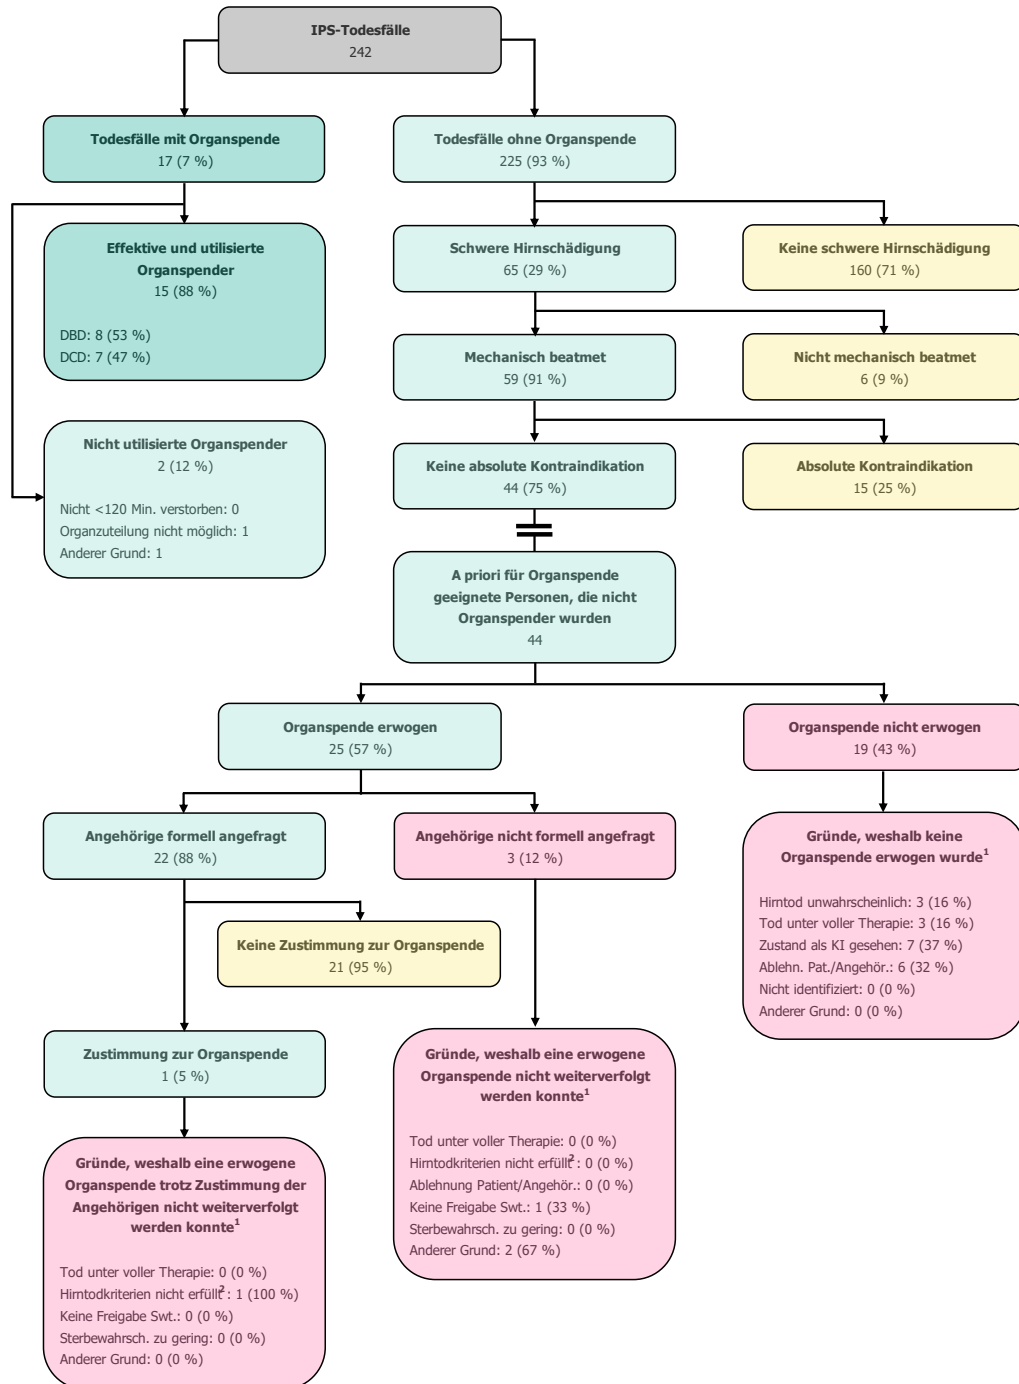 IPS-Todesfälle
242
Todesfälle mit Organspende
17 (7 %)
Todesfälle ohne Organspende
225 (93 %)
Effektive und utilisierte
Organspender
15 (88 %)
DBD: 8 (53 %)
DCD: 7 (47 %)
Schwere Hirnschädigung
65 (29 %)
Keine schwere Hirnschädigung
160 (71 %)
Mechanisch beatmet
59 (91 %)
Nicht mechanisch beatmet
6 (9 %)
Nicht utilisierte Organspender
2 (12 %)
Nicht <120 Min. verstorben: 0
Organzuteilung nicht möglich: 1
Anderer Grund: 1
Keine absolute Kontraindikation
44 (75 %)
Absolute Kontraindikation
15 (25 %)
A priori für Organspende
geeignete Personen, die nicht
Organspender wurden
44
Organspende erwogen
25 (57 %)
Organspende nicht erwogen
19 (43 %)
Angehörige formell angefragt
22 (88 %)
Angehörige nicht formell angefragt
3 (12 %)
Gründe, weshalb keine
Organspende erwogen wurde¹
Hirntod unwahrscheinlich: 3 (16 %)
Tod unter voller Therapie: 3 (16 %)
Zustand als KI gesehen: 7 (37 %)
Ablehn. Pat./Angehör.: 6 (32 %)
Nicht identifiziert: 0 (0 %)
Anderer Grund: 0 (0 %)
Keine Zustimmung zur Organspende
21 (95 %)
Zustimmung zur Organspende
1 (5 %)
Gründe, weshalb eine erwogene
Organspende nicht weiterverfolgt
werden konnte¹
Tod unter voller Therapie: 0 (0 %)
Hirntodkriterien nicht erfüllt²: 0 (0 %)
Ablehnung Patient/Angehör.: 0 (0 %)
Keine Freigabe Swt.: 1 (33 %)
Sterbewahrsch. zu gering: 0 (0 %)
Anderer Grund: 2 (67 %)
Gründe, weshalb eine erwogene
Organspende trotz Zustimmung der
Angehörigen nicht weiterverfolgt
werden konnte¹
Tod unter voller Therapie: 0 (0 %)
Hirntodkriterien nicht erfüllt²: 1 (100 %)
Keine Freigabe Swt.: 0 (0 %)
Sterbewahrsch. zu gering: 0 (0 %)
Anderer Grund: 0 (0 %)